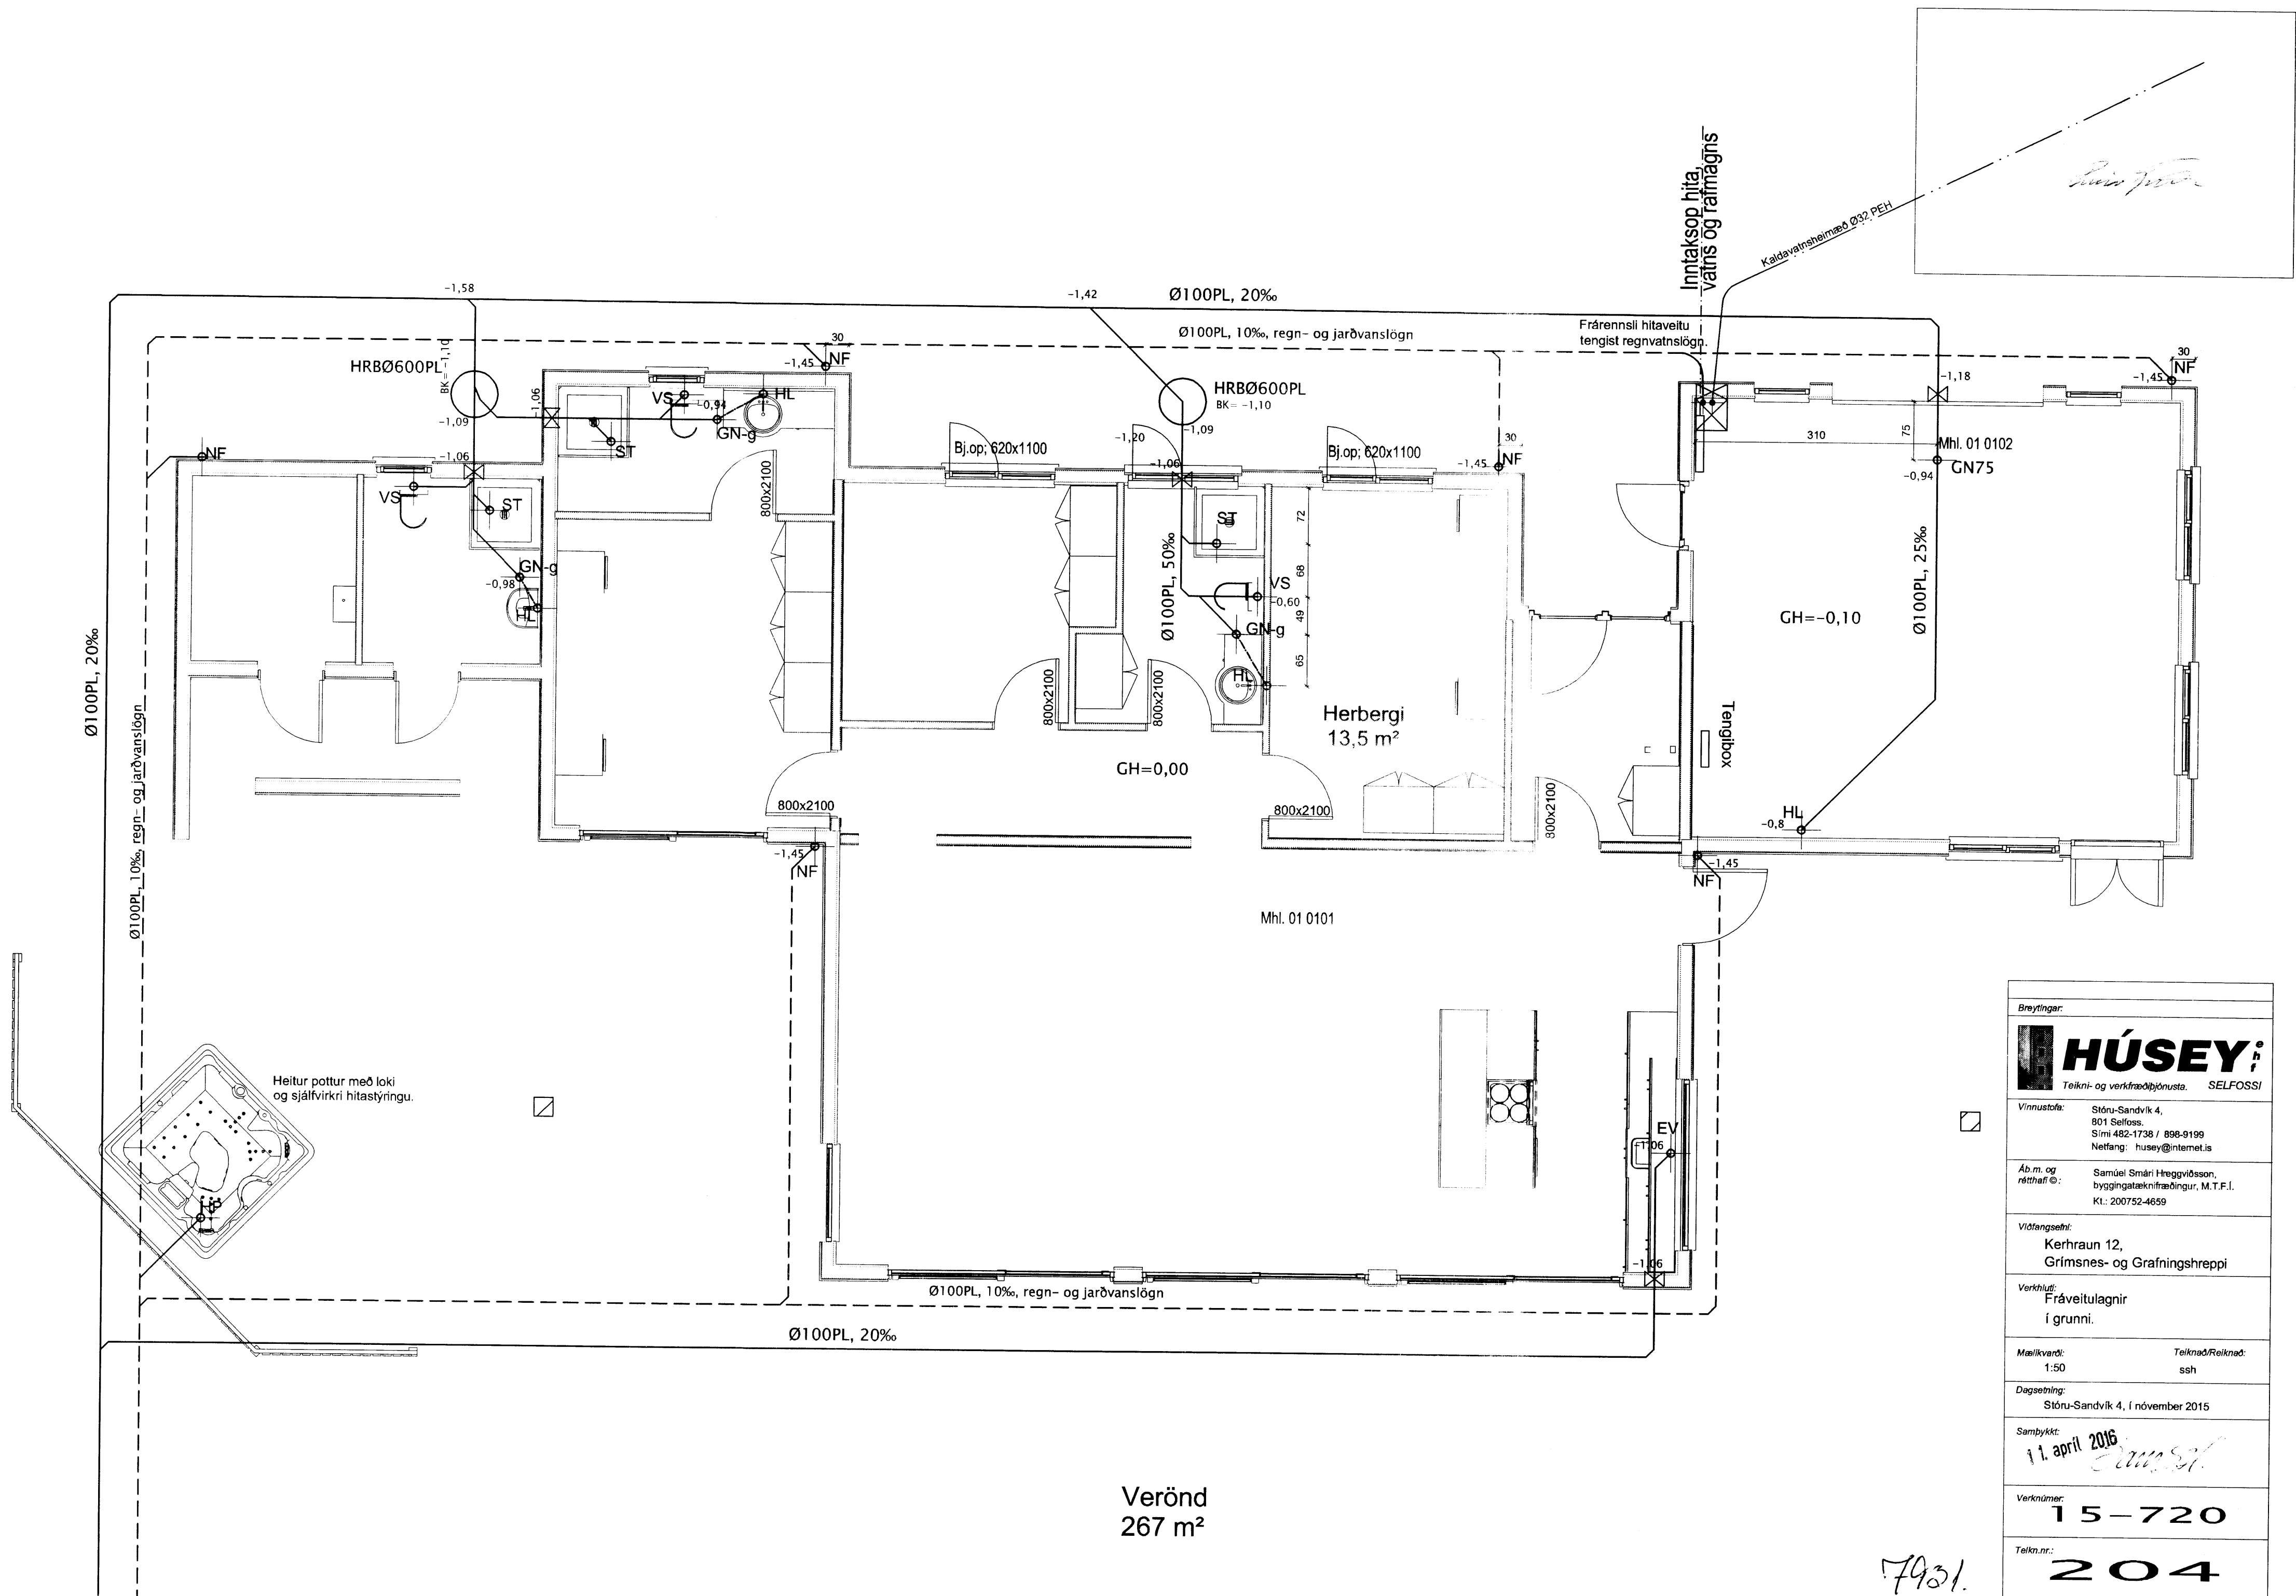 Inntaksop hita,
vatns og rafmagns
Kaldavatnsheimæð Ø32 PEH
-1,58
-1,42
Ø100PL, 20‰
Ø100PL, 10‰, regn- og jarðvanslögn
Frárennsli hitaveitu
tengist regnvatnslögn.
30
NF
-1,45
HRBØ600PL
BK= -1,10
-1,06
-1,09
-1,06
NF
VS
-0,94
HL
GN-g
ST
VS
ST
GN-g
-0,98
HL
800x2100
Bj.op; 620x1100
HRBØ600PL
BK= -1,10
-1,20
-1,09
-1,06
Bj.op; 620x1100
30
-1,45
NF
-1,18
30
NF
-1,45
310
75
Mhl. 01 0102
-0,94
GN75
ST
72
68
49
65
VS
-0,60
GN-g
HL
Ø100PL, 50‰
Ø100PL, 25‰
GH=-0,10
Herbergi
13,5 m²
Tengibox
GH=0,00
800x2100
800x2100
800x2100
800x2100
800x2100
HL
-0,8
-1,45
NF
-1,45
NF
Ø100PL, 20‰
Ø100PL, 10‰, regn- og jarðvanslögn
Mhl. 01 0101
Heitur pottur með loki
og sjálfvirkri hitastýringu.
EV
-1,06
-1,06
Ø100PL, 10‰, regn- og jarðvanslögn
Ø100PL, 20‰
Verönd
267 m²
Breytingar:
HÚSEY ehf
Teikni- og verkfræðiþjónusta. SELFOSSI
Vinnustofa: Stóru-Sandvík 4,
801 Selfoss.
Sími 482-1738 / 898-9199
Netfang: husey@internet.is
Áb.m. og Samúel Smári Hreggviðsson,
rétthafi ©: byggingatæknifræðingur, M.T.F.Í.
Kt.: 200752-4659
Viðfangsefni:
Kerhraun 12,
Grímsnes- og Grafningshreppi
Verkhluti:
Fráveitulagnir
í grunni.
Mælikvarði: Teiknað/Reiknað:
1:50 ssh
Dagsetning:
Stóru-Sandvík 4, í nóvember 2015
Samþykkt:
11. apríl 2016
Verknúmer:
15-720
Teikn.nr.:
204
7931.